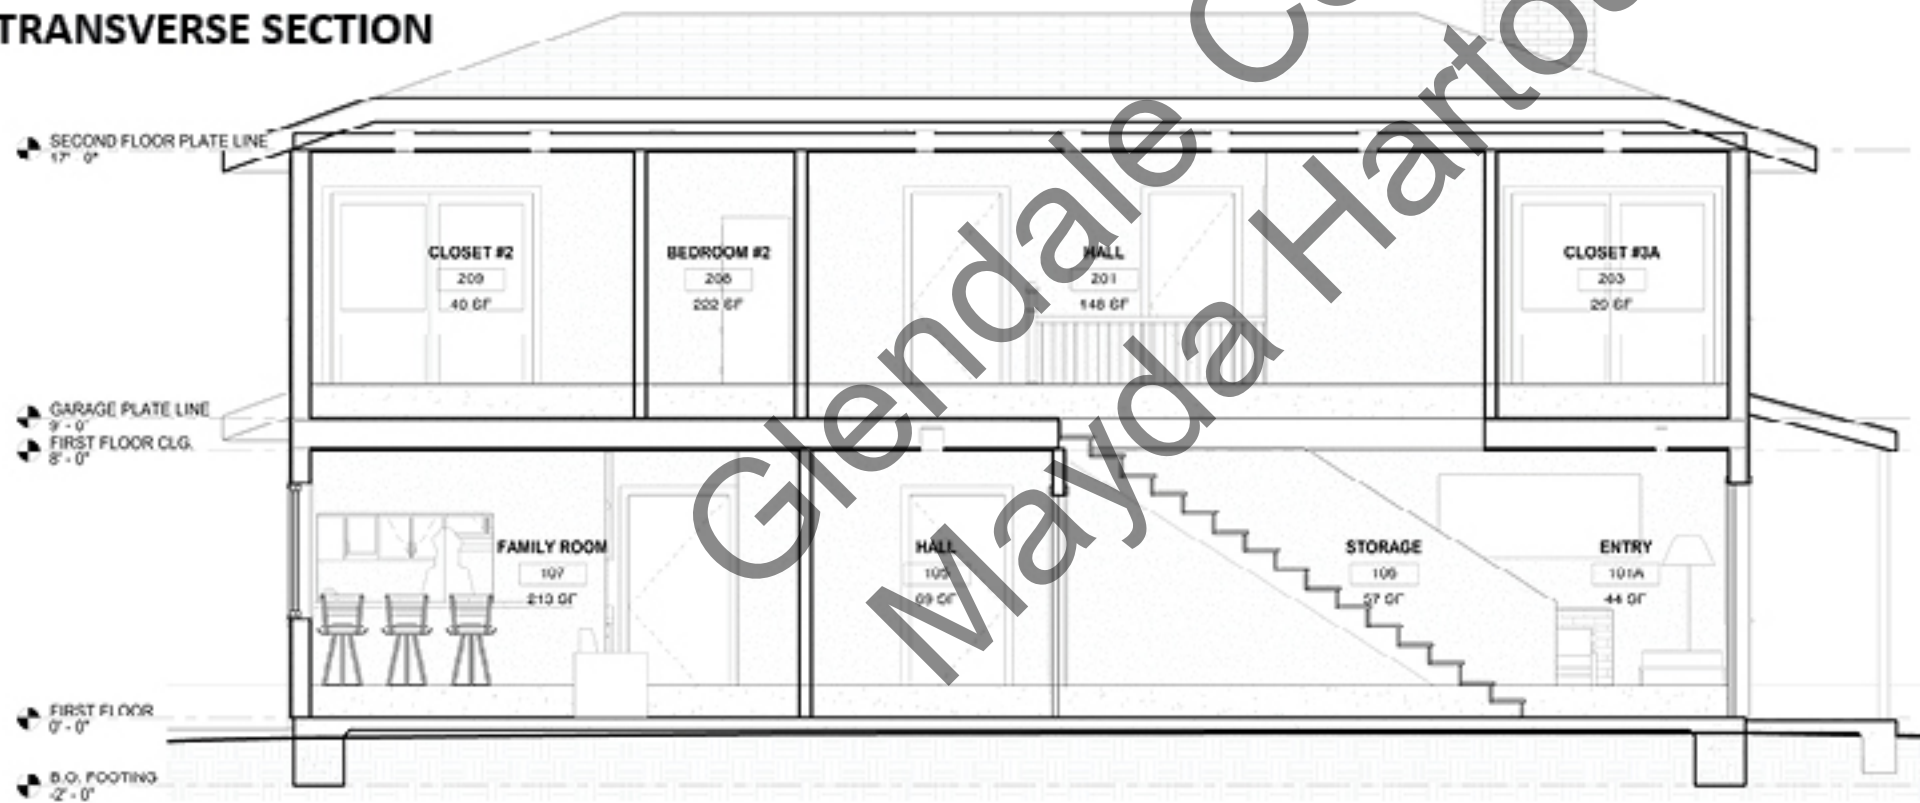 TRANSVERSE SECTION
SECOND FLOOR PLATE LINE
17' - 0"
CLOSET #2
209
40 SF
BEDROOM #2
208
222 SF
HALL
201
148 SF
CLOSET #3A
203
20 SF
GARAGE PLATE LINE
9' - 0"
FIRST FLOOR CLG.
8' - 0"
FAMILY ROOM
107
213 SF
HALL
105
69 SF
STORAGE
106
57 SF
ENTRY
101A
44 SF
FIRST FLOOR
0' - 0"
B.O. FOOTING
-2' - 0"
Glendale
Mayda